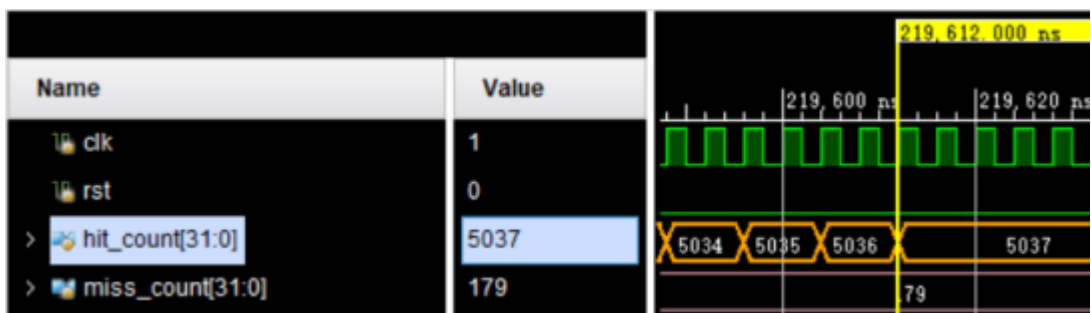 219,612.000 ns
Name Value
219,600 ns 219,620 ns
clk 1
rst 0
hit_count[31:0] 5037 5034 5035 5036 5037
miss_count[31:0] 179 179